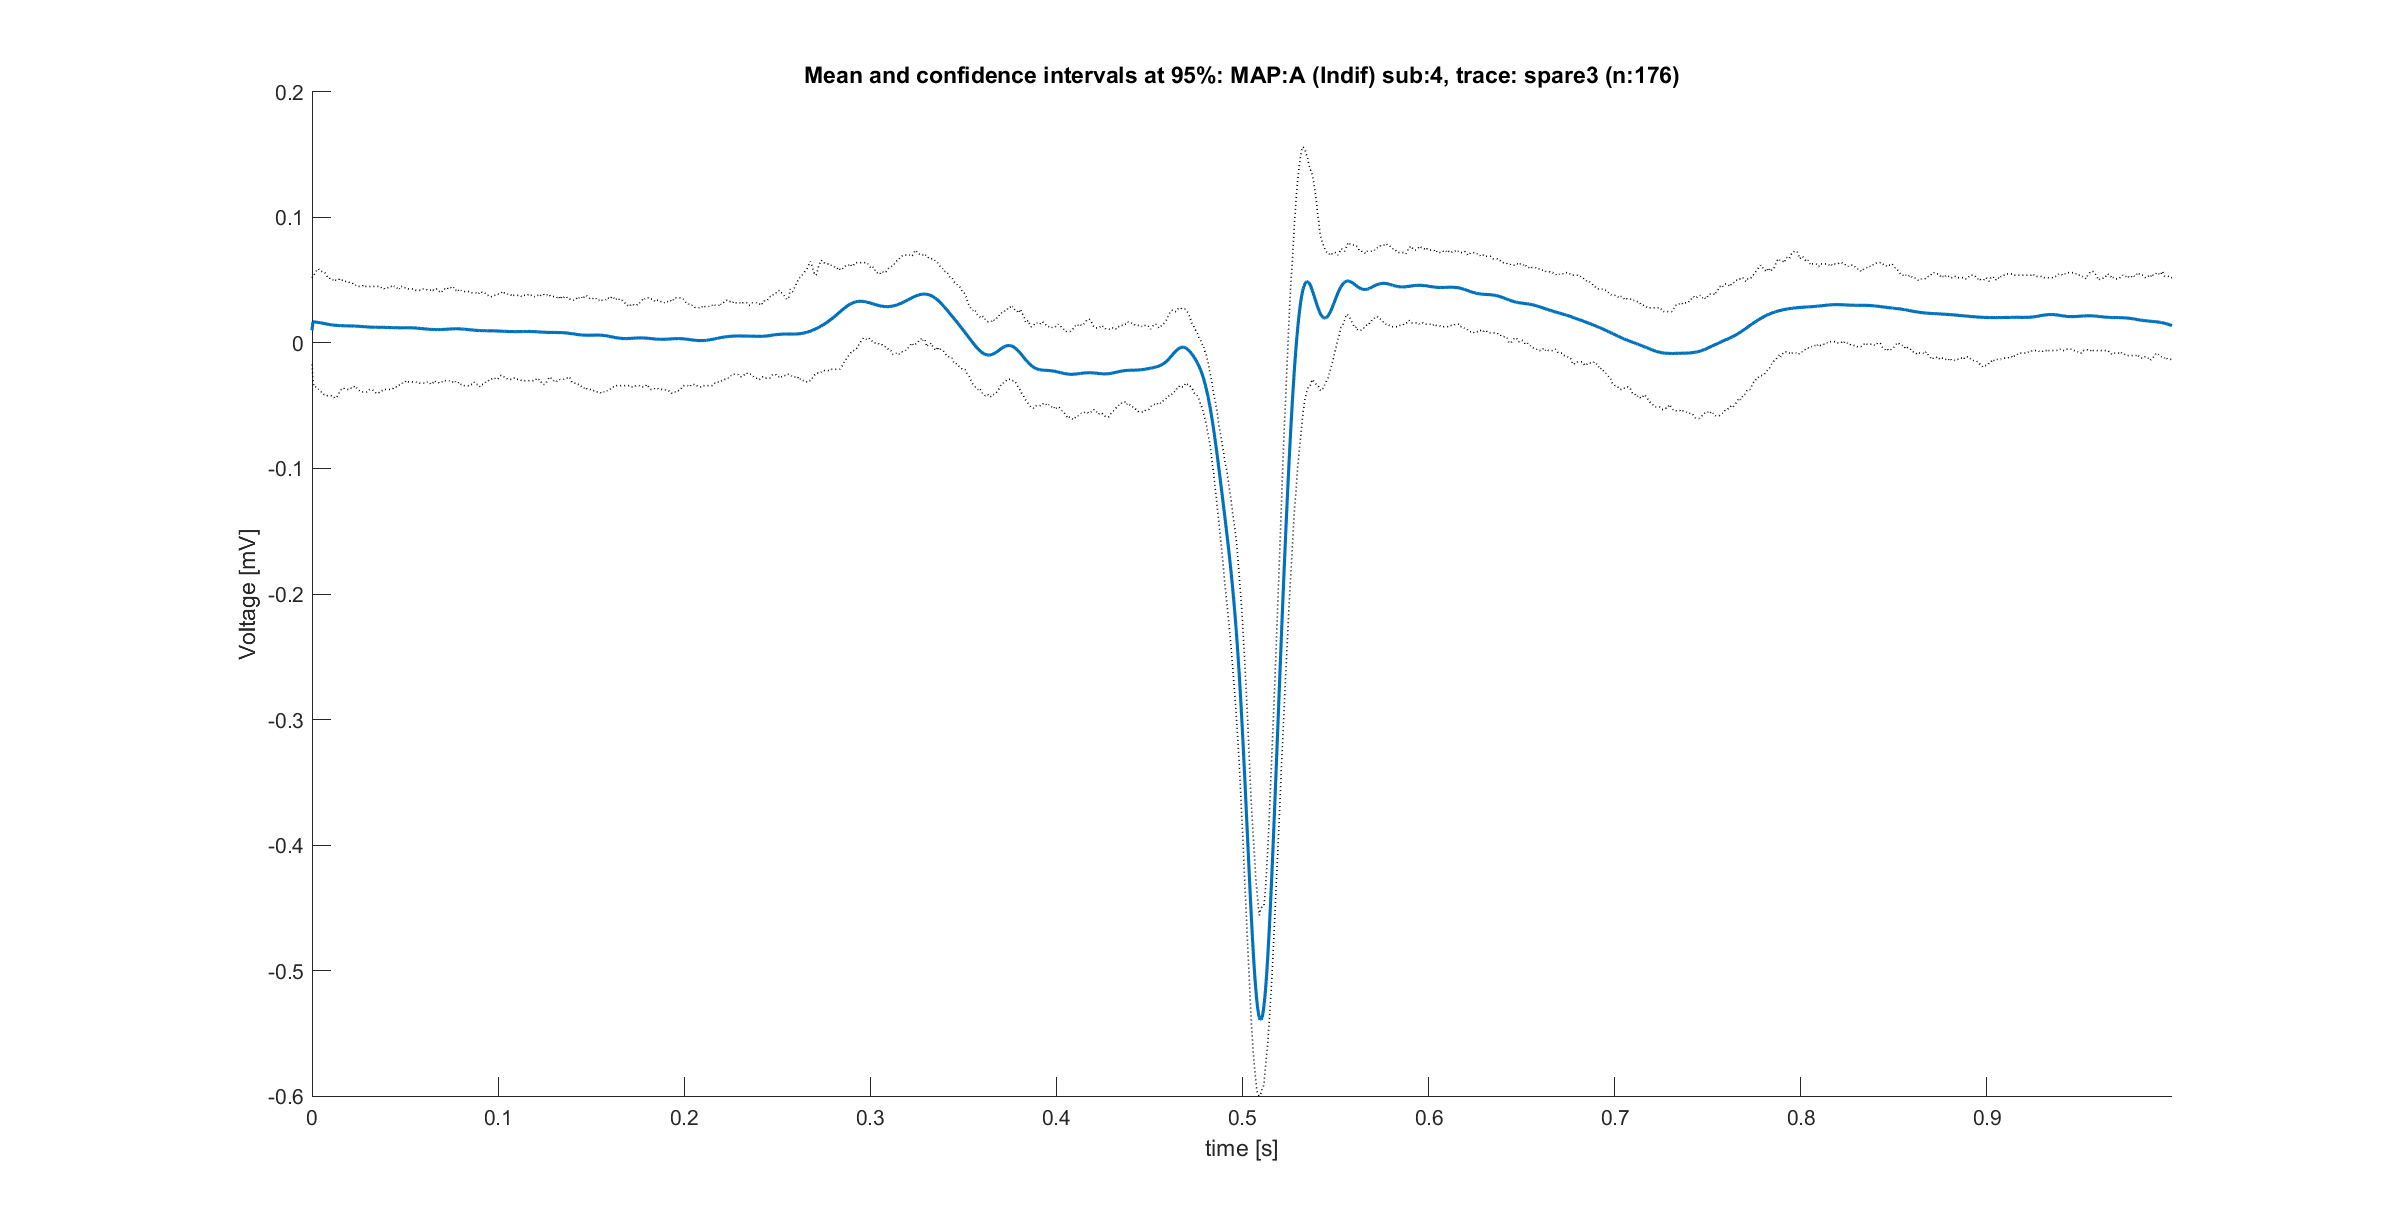 Mean and confidence intervals at 95%: MAP:A (Indif) sub:4, trace: spare3 (n:176)
0.2
0.1
0
-0.1
-0.2
-0.3
-0.4
-0.5
-0.6
Voltage [mV]
0 0.1 0.2 0.3 0.4 0.5 0.6 0.7 0.8 0.9
time [s]